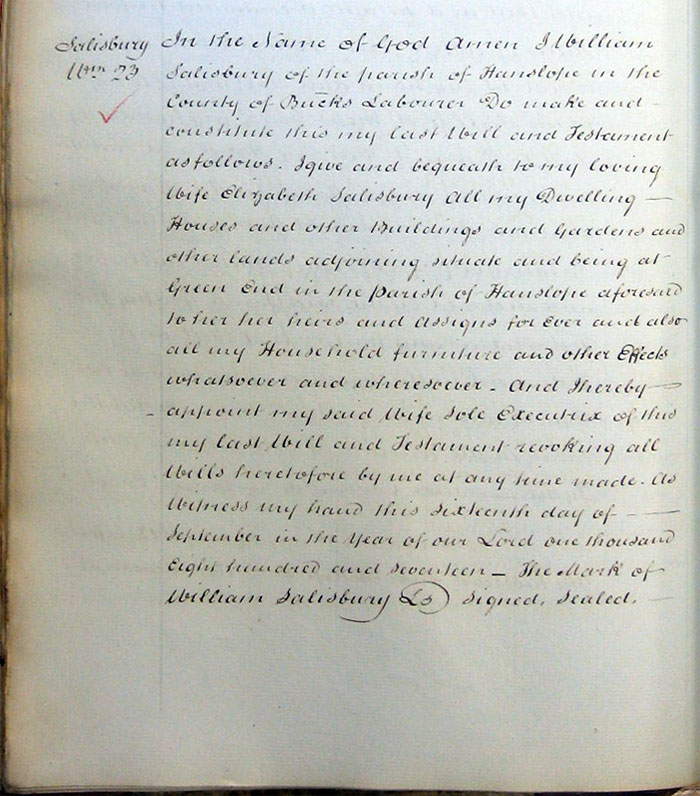 Salisbury
Wm 23
In the Name of God Amen I William
Salisbury of the parish of Hanslope in the
County of Bucks Labourer Do make and
constitute this my last Will and Testament
as follows. I give and bequeath to my loving
Wife Elizabeth Salisbury all my Dwelling —
Houses and other Buildings and Gardens and
other lands adjoining situate and being at
Green End in the parish of Hanslope aforesaid
to her her heirs and assigns for Ever and also
all my Household furniture and other Effects
whatsoever and wheresoever - And I hereby
appoint my said Wife Sole Executrix of this
my last Will and Testament revoking all
Wills heretofore by me at any time made. As
Witness my hand this sixteenth day of — —
September in the Year of our Lord one thousand
Eight hundred and seventeen — The Mark of
William Salisbury LS Signed, Sealed, —